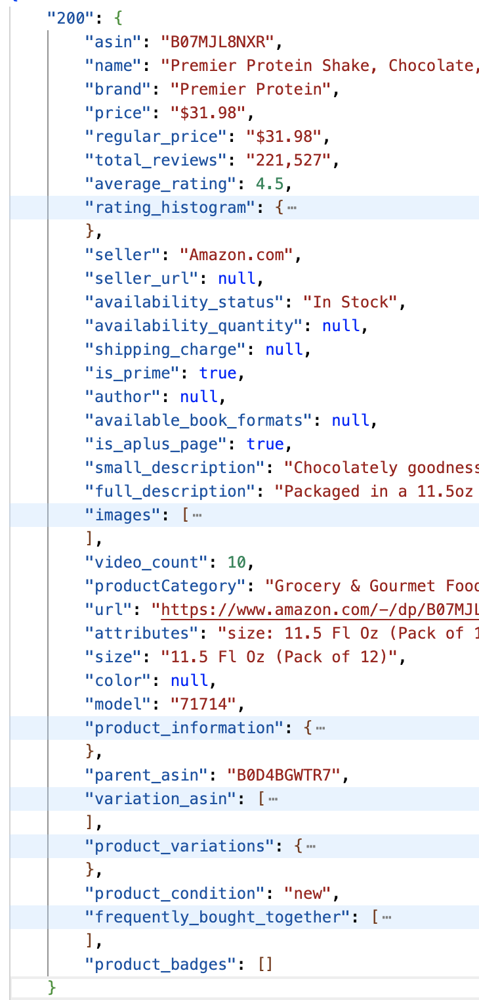 "200": {
"asin": "B07MJL8NXR",
"name": "Premier Protein Shake, Chocolate,
"brand": "Premier Protein",
"price": "$31.98",
"regular_price": "$31.98",
"total_reviews": "221,527",
"average_rating": 4.5,
"rating_histogram": {⋯
},
"seller": "Amazon.com",
"seller_url": null,
"availability_status": "In Stock",
"availability_quantity": null,
"shipping_charge": null,
"is_prime": true,
"author": null,
"available_book_formats": null,
"is_aplus_page": true,
"small_description": "Chocolately goodness
"full_description": "Packaged in a 11.5oz
"images": [⋯
],
"video_count": 10,
"productCategory": "Grocery & Gourmet Food
"url": "https://www.amazon.com/-/dp/B07MJL
"attributes": "size: 11.5 Fl Oz (Pack of 1
"size": "11.5 Fl Oz (Pack of 12)",
"color": null,
"model": "71714",
"product_information": {⋯
},
"parent_asin": "B0D4BGWTR7",
"variation_asin": [⋯
],
"product_variations": {⋯
},
"product_condition": "new",
"frequently_bought_together": [⋯
],
"product_badges": []
}